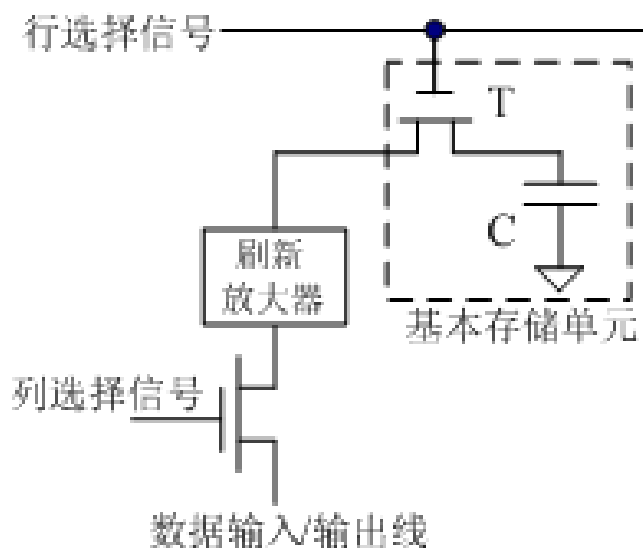 行选择信号
T
C
刷新
放大器
基本存储单元
列选择信号
数据输入/输出线